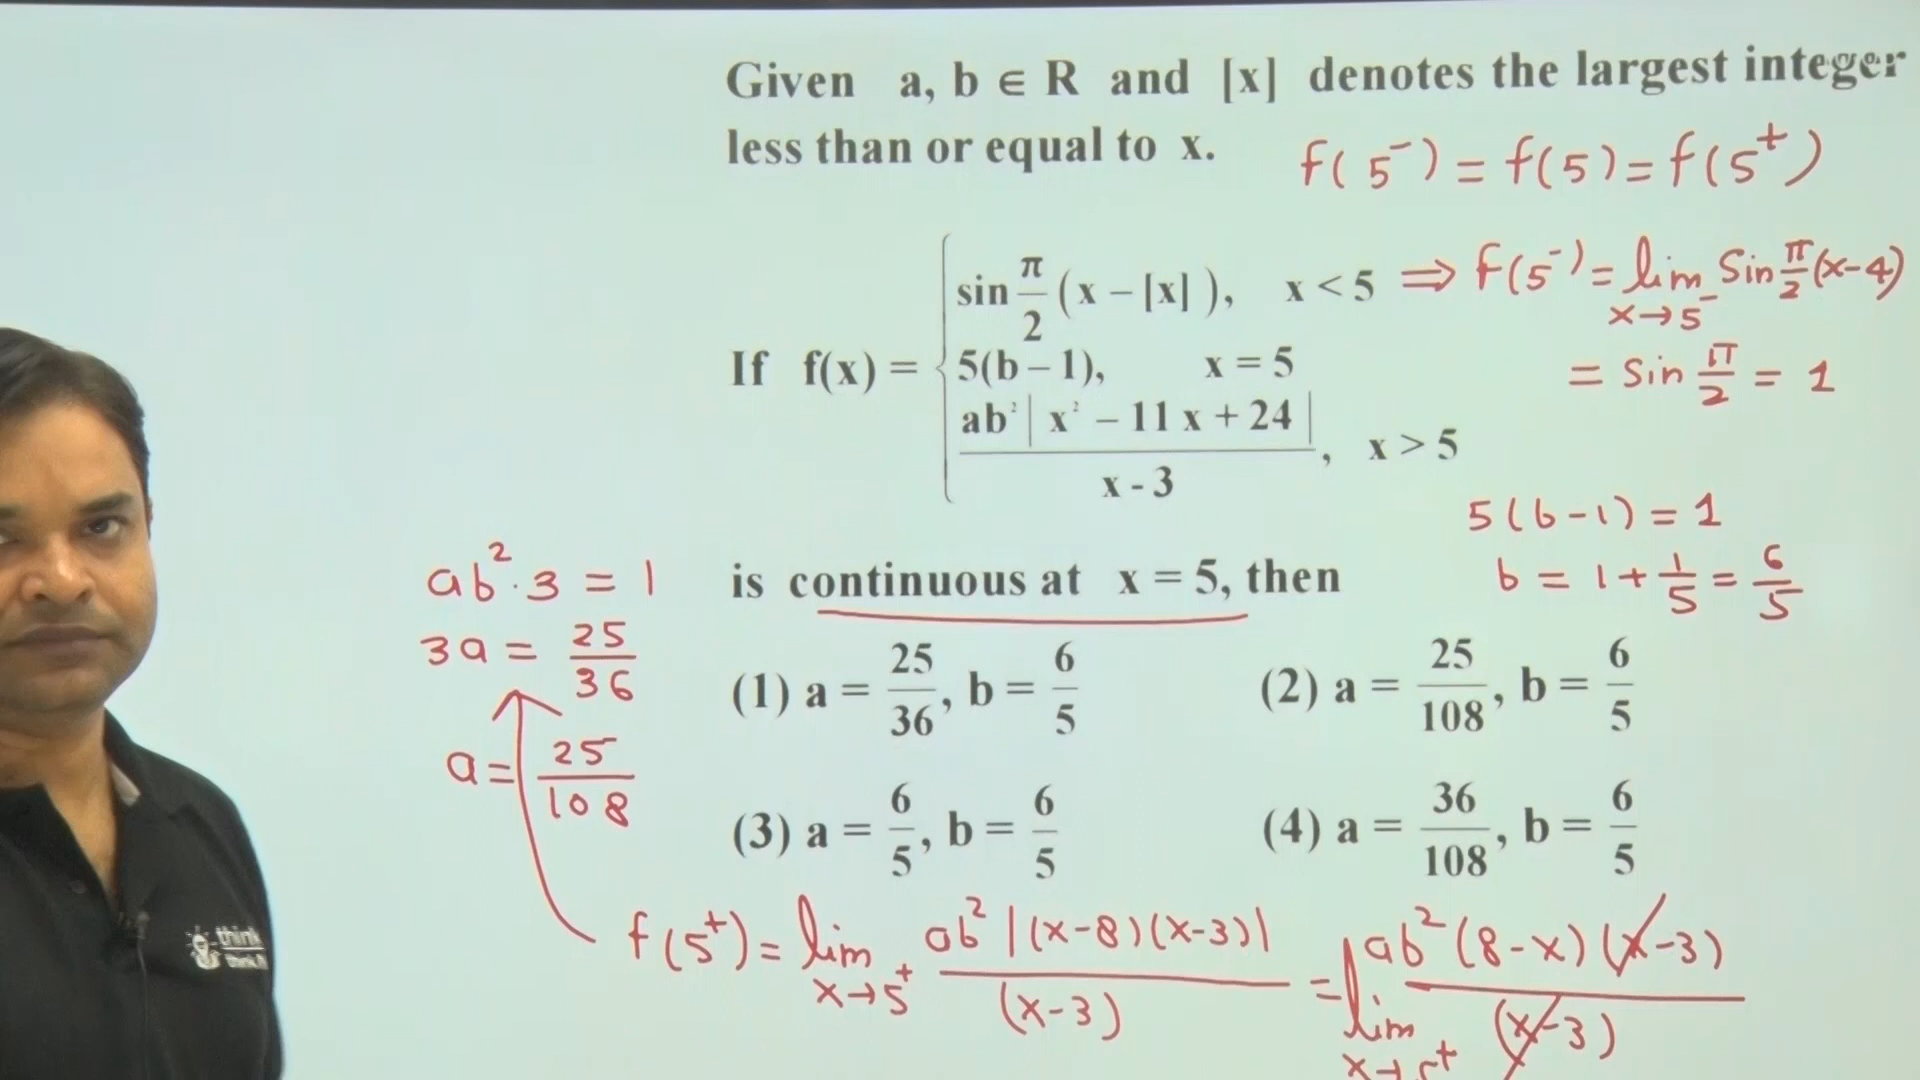 Given a, b ∈ R and [x] denotes the largest integer
less than or equal to x.
f(5⁻) = f(5) = f(5⁺)
If f(x) = { sin π/2 (x – [x]), x < 5
5(b – 1), x = 5
ab² | x² – 11 x + 24 | / x - 3, x > 5
⇒ f(5⁻) = lim x→5⁻ Sin π/2 (x-4)
= Sin π/2 = 1
5(b-1) = 1
b = 1 + 1/5 = 6/5
is continuous at x = 5, then
(1) a = 25/36, b = 6/5
(2) a = 25/108, b = 6/5
(3) a = 6/5, b = 6/5
(4) a = 36/108, b = 6/5
f(5⁺) = lim x→5⁺ ab² |(x-8)(x-3)| / (x-3) = lim x→5⁺ ab² (8-x) (x-3) / (x-3)
ab² · 3 = 1
3a = 25/36
a = 25/108
think